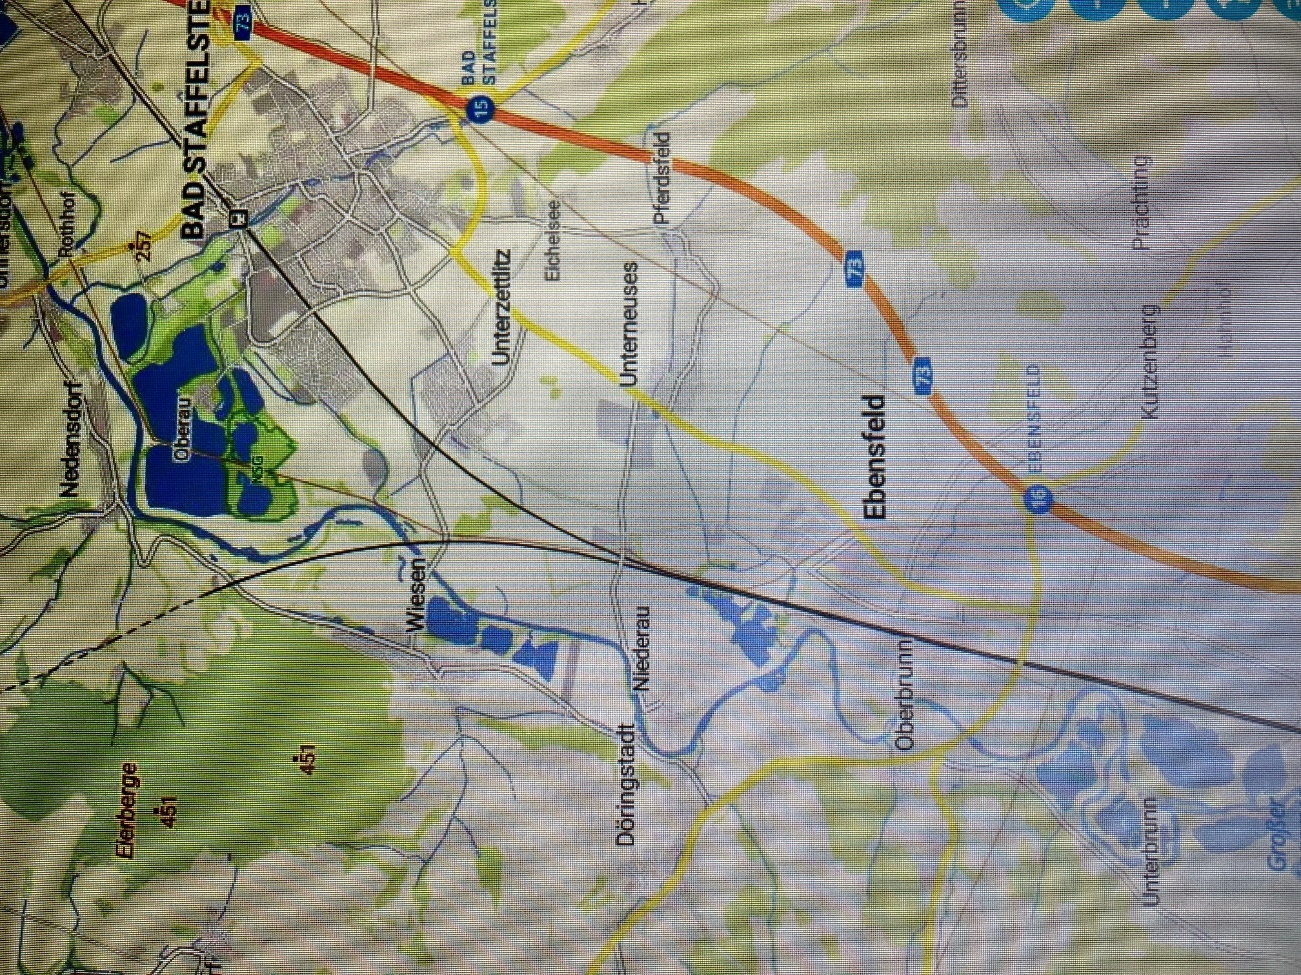 73
BAD STAFFELSTE
BAD
STAFFELS
15
Dittersbrunn
Rothhof
257
Pferdsfeld
Eichelsee
Prächting
Unterzettlitz
Unterneuses
73
73
Kutzenberg
Nedensdorf
Oberau
NSG
Ebensfeld
EBENSFELD
16
Wiesen
Niederau
Oberbrunn
Eierberge
451
451
Döringstadt
Unterbrunn
Großer